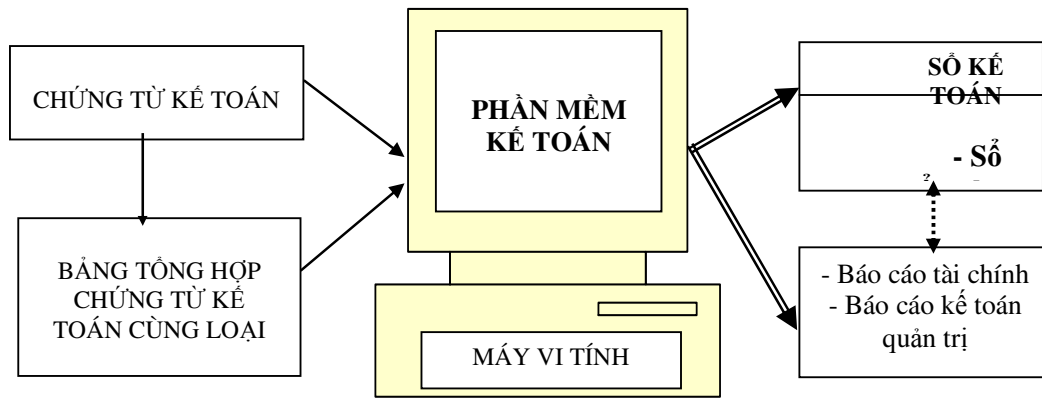 CHỨNG TỪ KẾ TOÁN
BẢNG TỔNG HỢP
CHỨNG TỪ KẾ
TOÁN CÙNG LOẠI
PHẦN MỀM
KẾ TOÁN
MÁY VI TÍNH
SỔ KẾ
TOÁN
- Sổ
- Báo cáo tài chính
- Báo cáo kế toán
quản trị